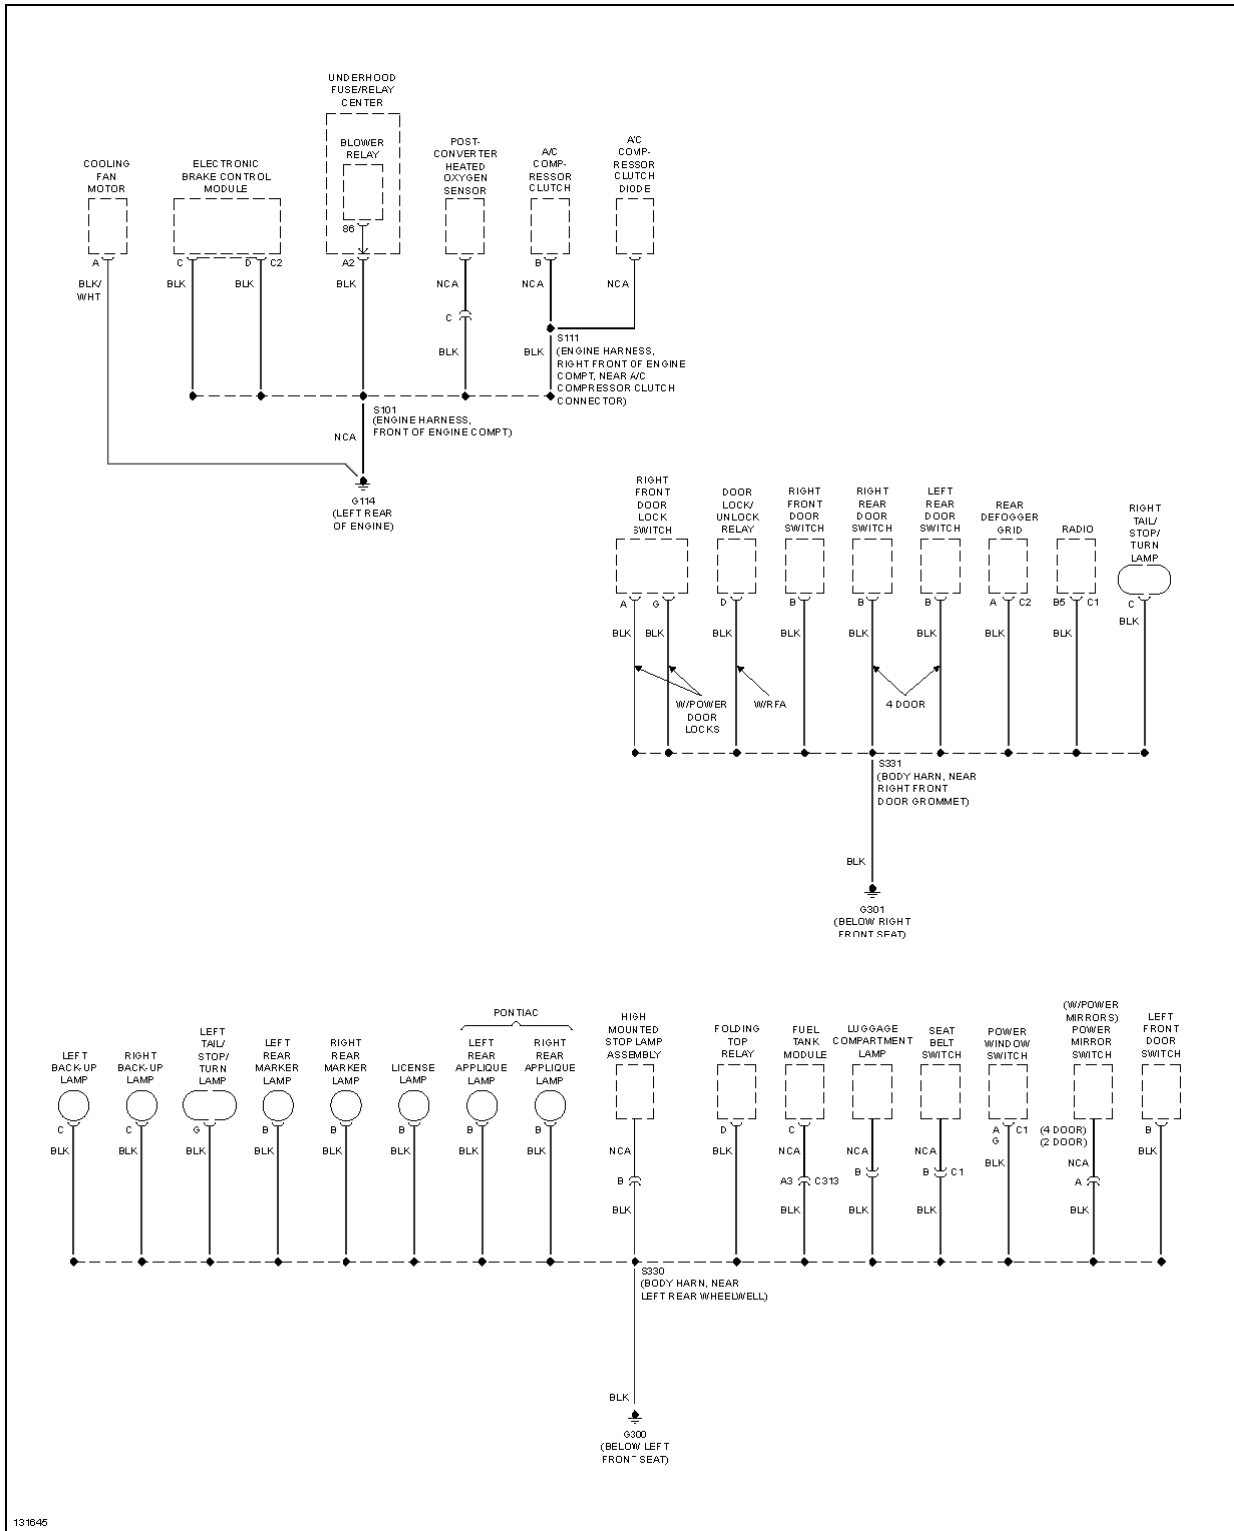 UNDERHOOD
FUSE/RELAY
CENTER
BLOWER
RELAY
86
COOLING
FAN
MOTOR
ELECTRONIC
BRAKE CONTROL
MODULE
POST-
CONVERTER
HEATED
OXYGEN
SENSOR
A/C
COMP-
RESSOR
CLUTCH
A/C
COMP-
RESSOR
CLUTCH
DIODE
A
C
D
C2
A2
B
BLK/
WHT
BLK
BLK
BLK
NCA
NCA
NCA
C
BLK
BLK
S111
(ENGINE HARNESS,
RIGHT FRONT OF ENGINE
COMPT, NEAR A/C
COMPRESSOR CLUTCH
CONNECTOR)
S101
(ENGINE HARNESS,
FRONT OF ENGINE COMPT)
NCA
G114
(LEFT REAR
OF ENGINE)
RIGHT
FRONT
DOOR
LOCK
SWITCH
DOOR
LOCK/
UNLOCK
RELAY
RIGHT
FRONT
DOOR
SWITCH
RIGHT
REAR
DOOR
SWITCH
LEFT
REAR
DOOR
SWITCH
REAR
DEFOGGER
GRID
RADIO
RIGHT
TAIL/
STOP/
TURN
LAMP
A
G
D
B
B
B
A
C2
B5
C1
C
BLK
BLK
BLK
BLK
BLK
BLK
BLK
BLK
BLK
W/POWER
DOOR
LOCKS
W/RFA
4 DOOR
S331
(BODY HARN, NEAR
RIGHT FRONT
DOOR GROMMET)
BLK
G301
(BELOW RIGHT
FRONT SEAT)
LEFT
BACK-UP
LAMP
RIGHT
BACK-UP
LAMP
LEFT
TAIL/
STOP/
TURN
LAMP
LEFT
REAR
MARKER
LAMP
RIGHT
REAR
MARKER
LAMP
LICENSE
LAMP
PONTIAC
LEFT
REAR
APPLIQUE
LAMP
RIGHT
REAR
APPLIQUE
LAMP
HIGH
MOUNTED
STOP LAMP
ASSEMBLY
FOLDING
TOP
RELAY
FUEL
TANK
MODULE
LUGGAGE
COMPARTMENT
LAMP
SEAT
BELT
SWITCH
POWER
WINDOW
SWITCH
(W/POWER
MIRRORS)
POWER
MIRROR
SWITCH
LEFT
FRONT
DOOR
SWITCH
C
C
G
B
B
B
B
B
D
C
A
G
C1
(4 DOOR)
(2 DOOR)
B
BLK
BLK
BLK
BLK
BLK
BLK
BLK
BLK
NCA
BLK
NCA
NCA
NCA
BLK
NCA
BLK
B
A3
C313
B
B
C1
A
BLK
BLK
BLK
BLK
BLK
S330
(BODY HARN, NEAR
LEFT REAR WHEELWELL)
BLK
G300
(BELOW LEFT
FRONT SEAT)
131645